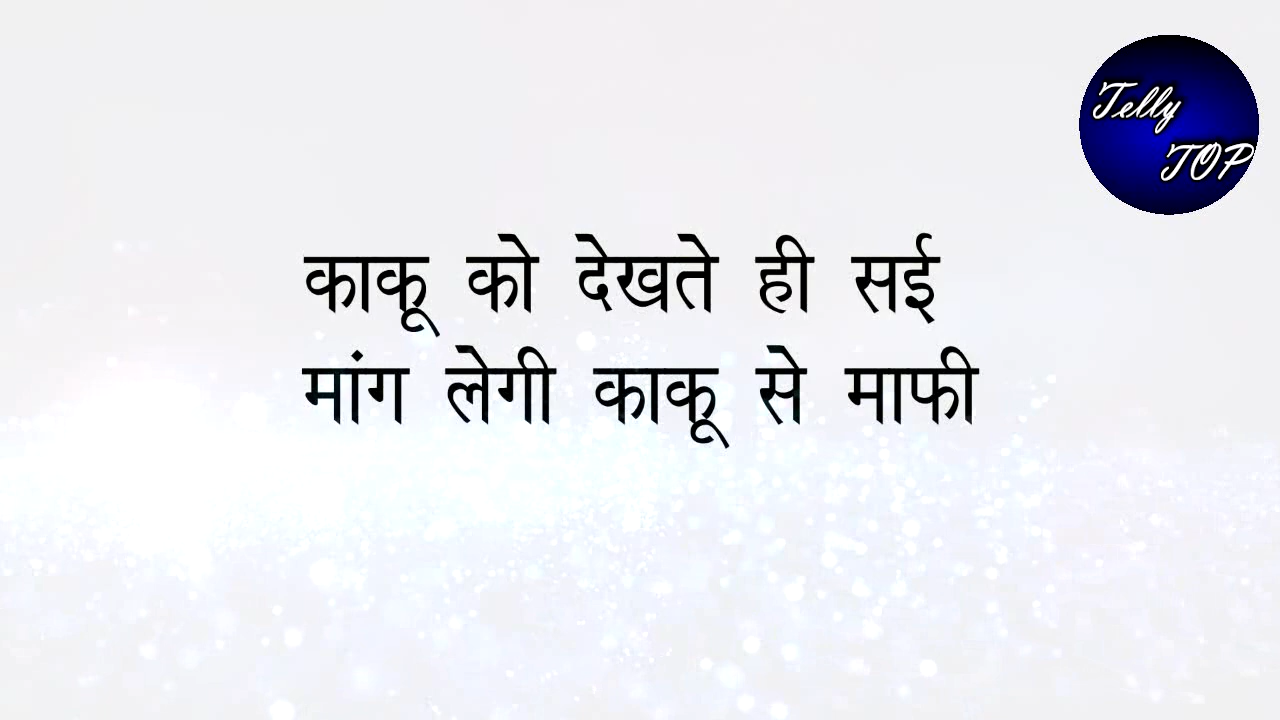 Telly
TOP
काकू को देखते ही सई
मांग लेगी काकू से माफी